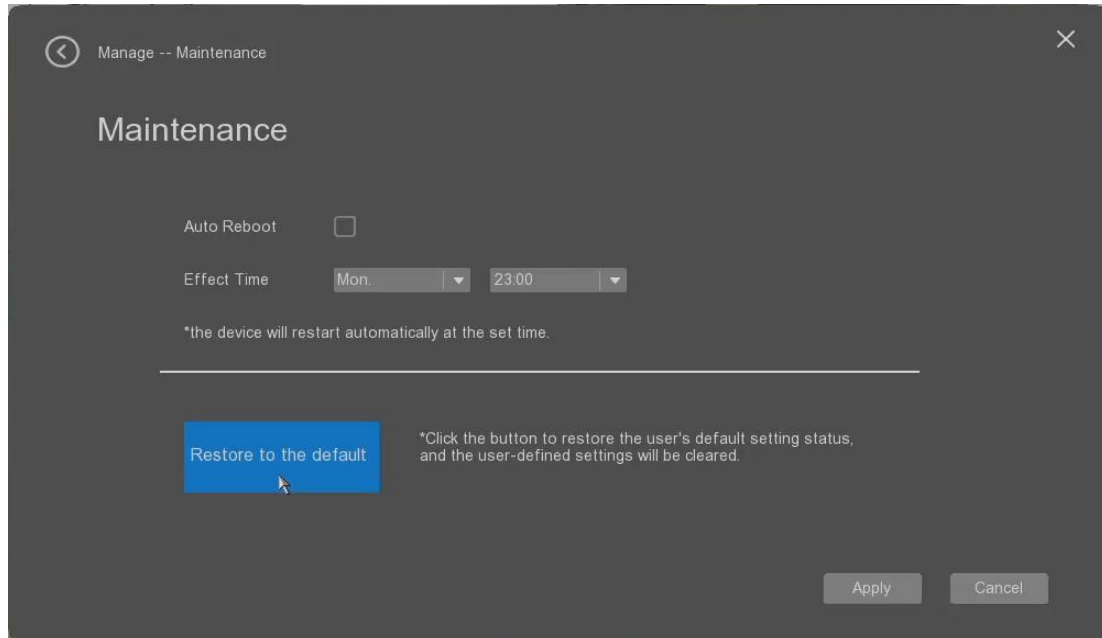 Manage -- Maintenance
Maintenance
Auto Reboot
Effect Time Mon. 23:00
*the device will restart automatically at the set time.
Restore to the default
*Click the button to restore the user's default setting status,
and the user-defined settings will be cleared.
Apply Cancel